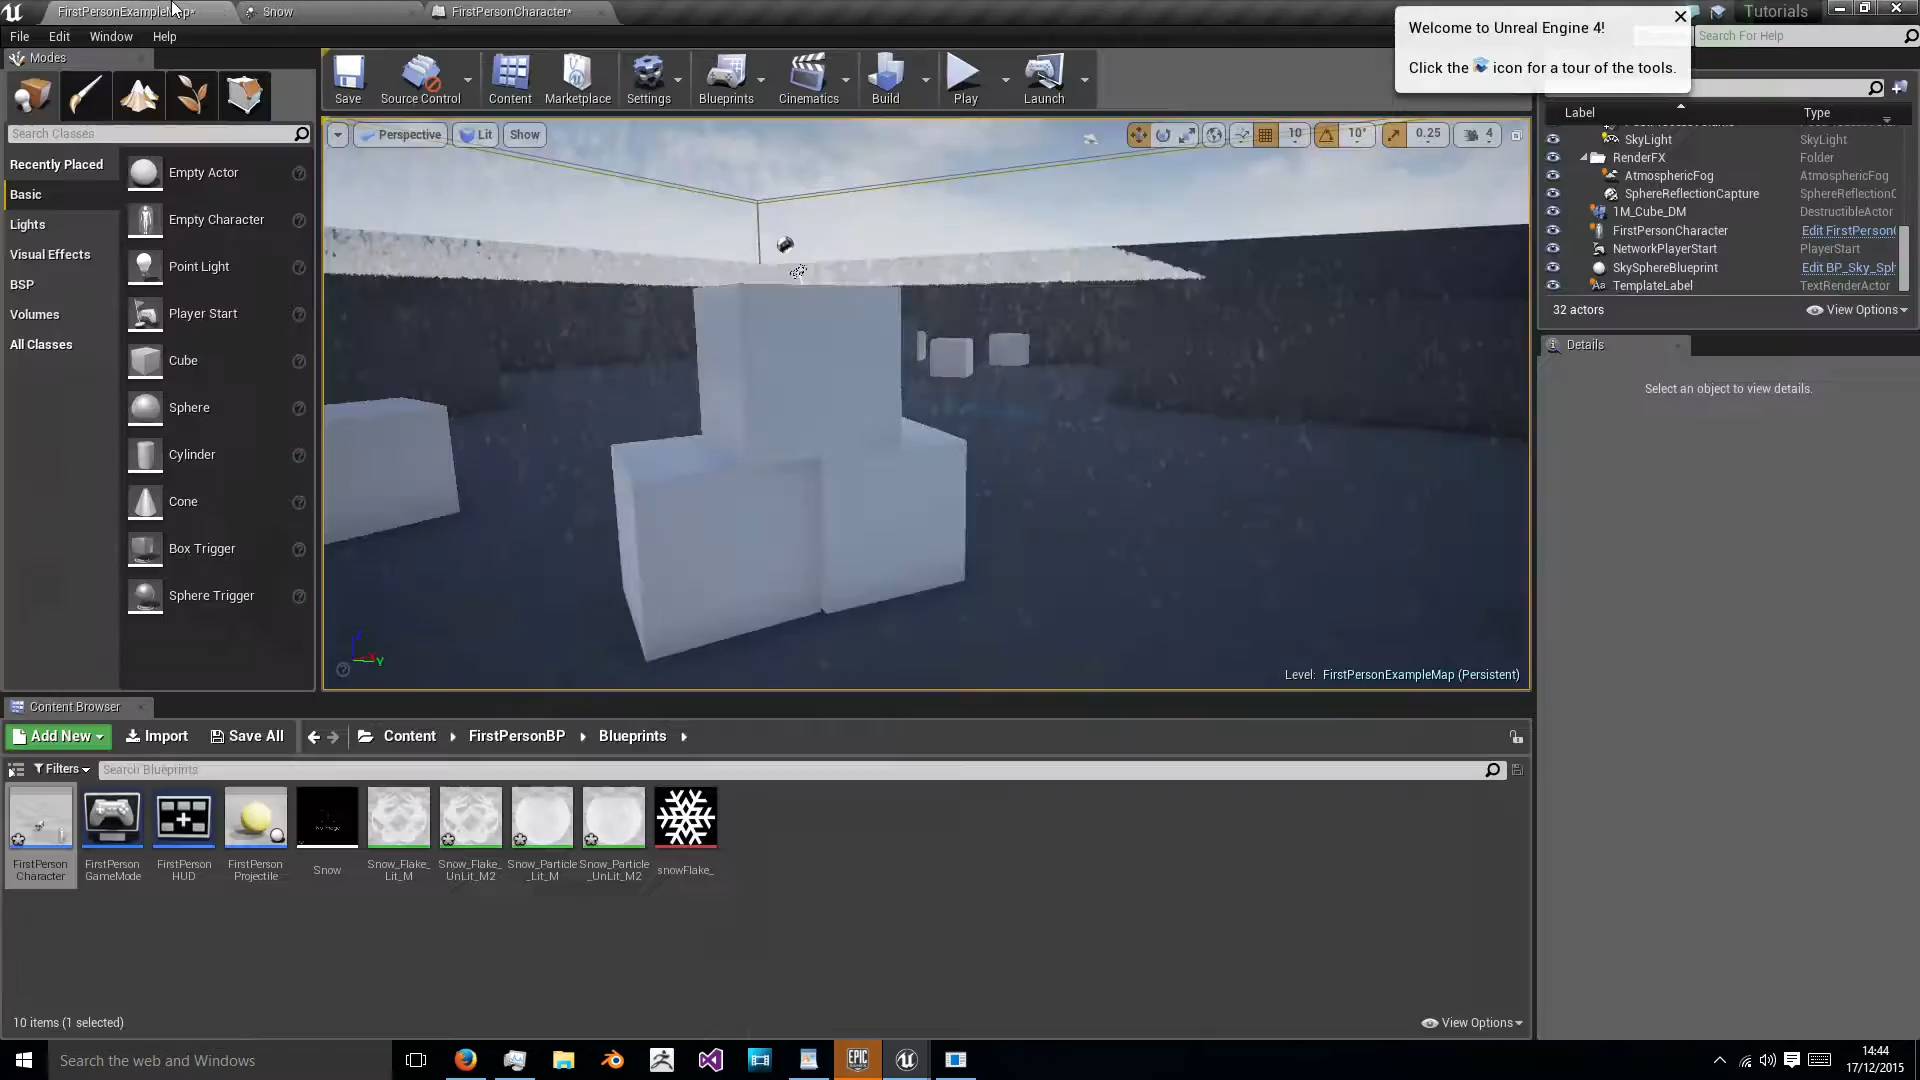 FirstPersonExampleMap*
Snow
FirstPersonCharacter*
Tutorials
File Edit Window Help
Search For Help
Welcome to Unreal Engine 4!
Click the icon for a tour of the tools.
Modes
Save
Source Control
Content
Marketplace
Settings
Blueprints
Cinematics
Build
Play
Launch
Search Classes
Recently Placed
Basic
Lights
Visual Effects
BSP
Volumes
All Classes
Empty Actor
Empty Character
Point Light
Player Start
Cube
Sphere
Cylinder
Cone
Box Trigger
Sphere Trigger
Perspective
Lit
Show
10
10°
0.25
4
Level: FirstPersonExampleMap (Persistent)
Label Type
SkyLight SkyLight
RenderFX Folder
AtmosphericFog AtmosphericFog
SphereReflectionCapture SphereReflectionC
1M_Cube_DM DestructibleActor
FirstPersonCharacter Edit FirstPerson(
NetworkPlayerStart PlayerStart
SkySphereBlueprint Edit BP_Sky_Sph
TemplateLabel TextRenderActor
32 actors
View Options
Details
Select an object to view details.
Content Browser
Add New
Import
Save All
Content
FirstPersonBP
Blueprints
Filters
Search Blueprints
FirstPerson
Character
FirstPerson
GameMode
FirstPerson
HUD
FirstPerson
Projectile
Snow
Snow_Flake_
Lit_M
Snow_Flake_
UnLit_M2
Snow_Particle
_Lit_M
Snow_Particle
_UnLit_M2
snowFlake_
10 items (1 selected)
View Options
Search the web and Windows
EPIC
GAMES
14:44
17/12/2015